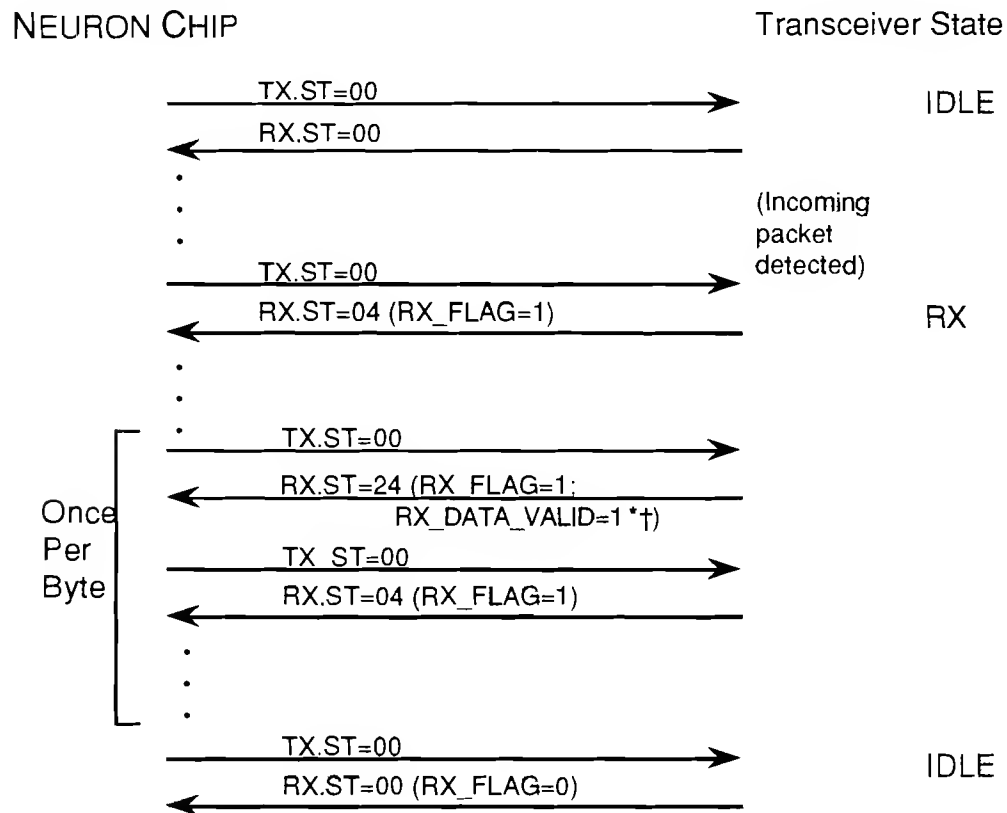 NEURON CHIP
Transceiver State
TX.ST=00
IDLE
RX.ST=00
(Incoming
packet
detected)
TX.ST=00
RX.ST=04 (RX_FLAG=1)
RX
TX.ST=00
RX.ST=24 (RX_FLAG=1;
RX_DATA_VALID=1 *†)
Once
Per
Byte
TX ST=00
RX.ST=04 (RX_FLAG=1)
TX.ST=00
IDLE
RX.ST=00 (RX_FLAG=0)